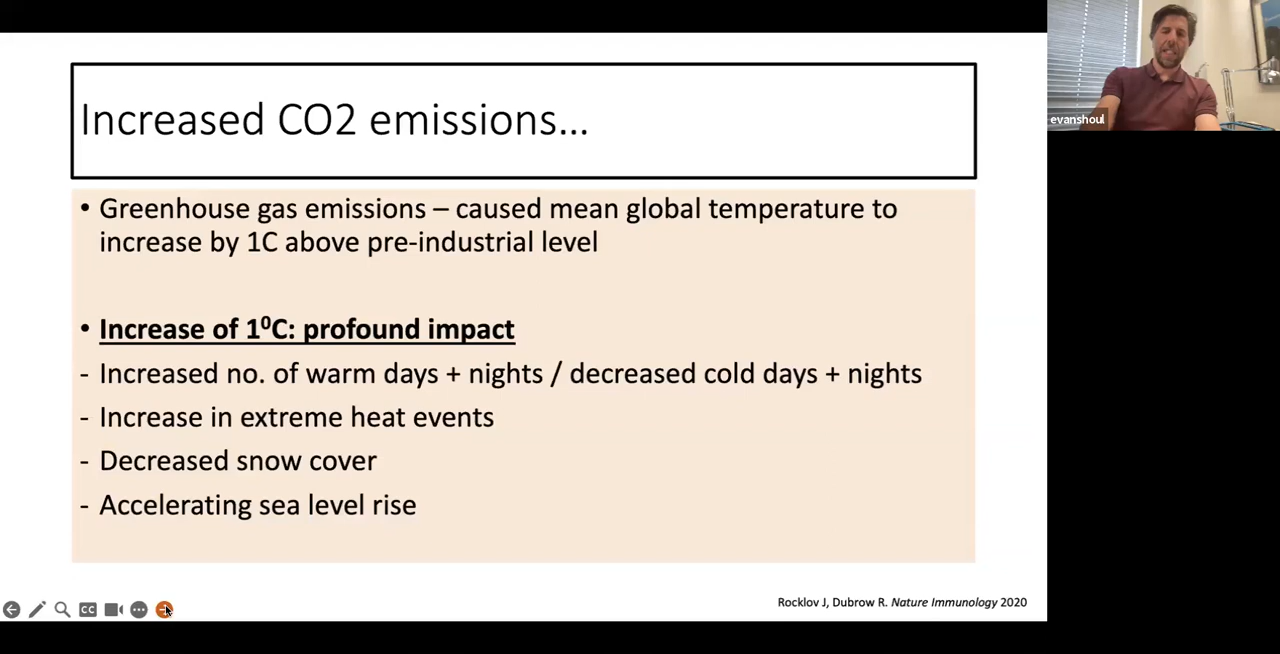 Increased CO2 emissions…
• Greenhouse gas emissions – caused mean global temperature to
increase by 1C above pre-industrial level
• Increase of 1⁰C: profound impact
- Increased no. of warm days + nights / decreased cold days + nights
- Increase in extreme heat events
- Decreased snow cover
- Accelerating sea level rise
Rocklov J, Dubrow R. Nature Immunology 2020
CC
evanshoul